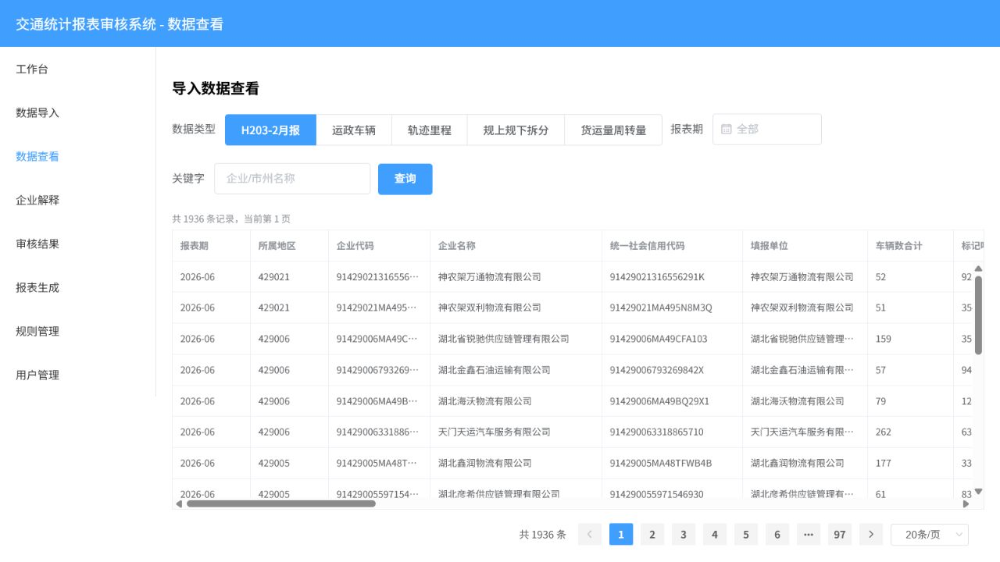 交通统计报表审核系统 - 数据查看
工作台
数据导入
数据查看
企业解释
审核结果
报表生成
规则管理
用户管理
导入数据查看
数据类型 H203-2月报 运政车辆 轨迹里程 规上规下拆分 货运量周转量 报表期 全部
关键字 企业/市州名称 查询
共 1936 条记录，当前第 1 页
报表期 所属地区 企业代码 企业名称 统一社会信用代码 填报单位 车辆数合计 标记
2026-06 429021 91429021316556… 神农架万通物流有限公司 91429021316556291K 神农架万通物流有限公司 52 92
2026-06 429021 91429021MA495… 神农架双利物流有限公司 91429021MA495N8M3Q 神农架双利物流有限公司 51 35
2026-06 429006 91429006MA49C… 湖北省锐驰供应链管理有限公司 91429006MA49CFA103 湖北省锐驰供应链管理… 159 35
2026-06 429006 91429006793269… 湖北金鑫石油运输有限公司 91429006793269842X 湖北金鑫石油运输有限… 57 94
2026-06 429006 91429006MA49B… 湖北海沃物流有限公司 91429006MA49BQ29X1 湖北海沃物流有限公司 79 12
2026-06 429006 91429006331886… 天门天运汽车服务有限公司 914290063318865710 天门天运汽车服务有限… 262 63
2026-06 429005 91429005MA48T… 湖北鑫润物流有限公司 91429005MA48TFWB4B 湖北鑫润物流有限公司 177 33
2026-06 429005 91429005597154… 湖北彦希供应链管理有限公司 914290055971546930 湖北彦希供应链管理有… 61 83
共 1936 条 1 2 3 4 5 6 ••• 97 20条/页